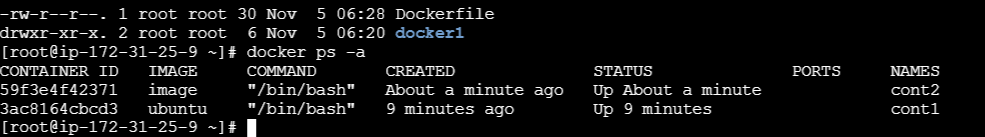 -rw-r--r--. 1 root root 30 Nov  5 06:28 Dockerfile
drwxr-xr-x. 2 root root  6 Nov  5 06:20 docker1
[root@ip-172-31-25-9 ~]# docker ps -a
CONTAINER ID   IMAGE     COMMAND       CREATED              STATUS              PORTS     NAMES
59f3e4f42371   image     "/bin/bash"   About a minute ago   Up About a minute             cont2
3ac8164cbcd3   ubuntu    "/bin/bash"   9 minutes ago        Up 9 minutes                  cont1
[root@ip-172-31-25-9 ~]#